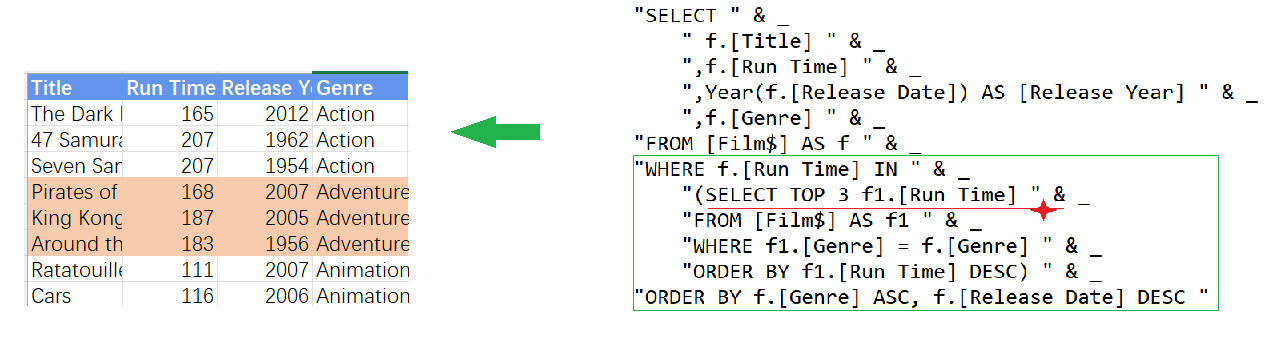 Title Run Time Release Y Genre
The Dark 165 2012 Action
47 Samura 207 1962 Action
Seven Sam 207 1954 Action
Pirates of 168 2007 Adventure
King Kong 187 2005 Adventure
Around th 183 1956 Adventure
Ratatouille 111 2007 Animation
Cars 116 2006 Animation
"SELECT " & _
" f.[Title] " & _
",f.[Run Time] " & _
",Year(f.[Release Date]) AS [Release Year] " & _
",f.[Genre] " & _
"FROM [Film$] AS f " & _
"WHERE f.[Run Time] IN " & _
"(SELECT TOP 3 f1.[Run Time] " & _
"FROM [Film$] AS f1 " & _
"WHERE f1.[Genre] = f.[Genre] " & _
"ORDER BY f1.[Run Time] DESC) " & _
"ORDER BY f.[Genre] ASC, f.[Release Date] DESC "